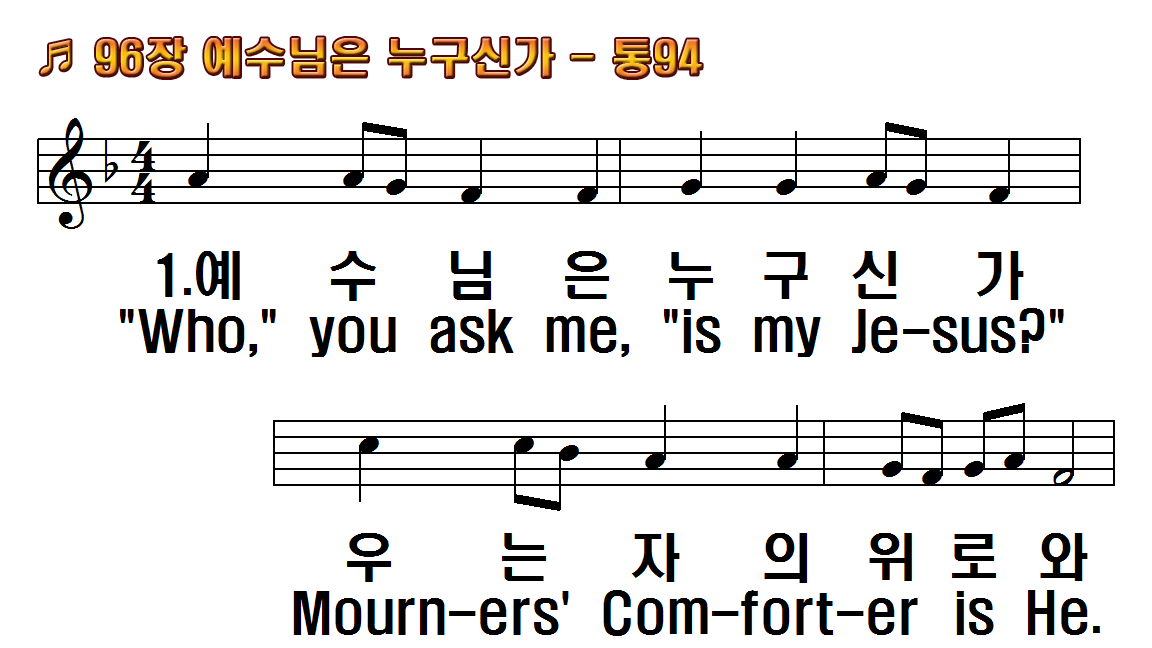 ♬ 96장 예수님은 누구신가 - 통94
4 4
1.예 수 님 은 누 구 신 가
"Who," you ask me, "is my Je-sus?"
우 는 자 의 위 로 와
Mourn-ers' Com-fort-er is He.